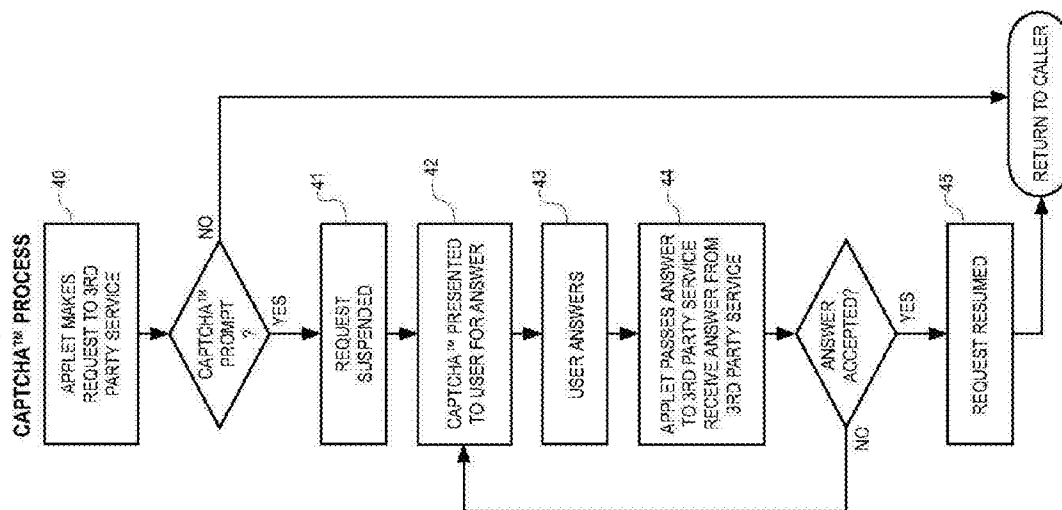 CAPTCHA™ PROCESS
40
APPLET MAKES
REQUEST TO 3RD
PARTY SERVICE
CAPTCHA™
PROMPT
?
NO
YES
41
REQUEST
SUSPENDED
42
CAPTCHA™ PRESENTED
TO USER FOR ANSWER
43
USER ANSWERS
44
APPLET PASSES ANSWER
TO 3RD PARTY SERVICE
RECEIVE ANSWER FROM
3RD PARTY SERVICE
ANSWER
ACCEPTED?
NO
YES
45
REQUEST RESUMED
RETURN TO CALLER